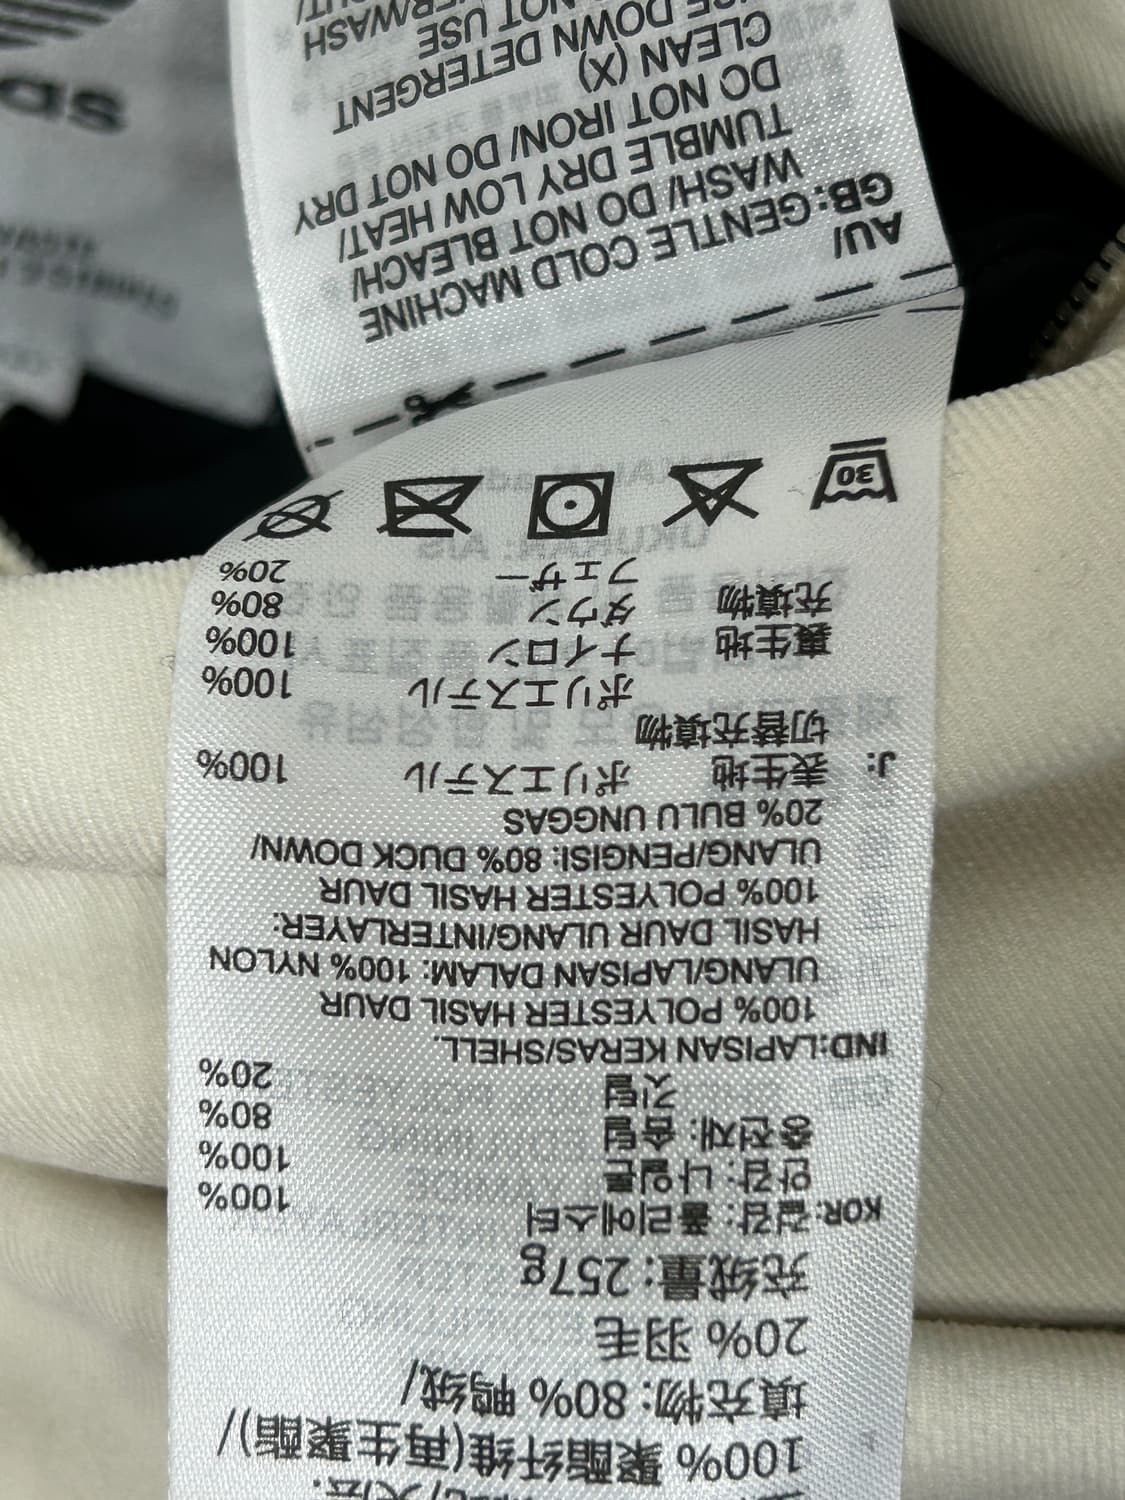 100% 聚酯纤维(再生聚酯)/
填充物: 80% 鸭绒/
20% 羽毛
充绒量: 257g
KOR: 겉감: 폴리에스터 100%
안감: 나일론 100%
충전재: 솜털 80%
깃털 20%
IND:LAPISAN KERAS/SHELL.
100% POLYESTER HASIL DAUR
ULANG/LAPISAN DALAM: 100% NYLON
HASIL DAUR ULANG/INTERLAYER:
100% POLYESTER HASIL DAUR
ULANG/PENGISI: 80% DUCK DOWN/
20% BULU UNGGAS
J: 表生地 ポリエステル 100%
切替充填物
ポリエステル 100%
裏生地 ナイロン 100%
充填物 ダウン 80%
フェザー 20%
30
AU/
GB: GENTLE COLD MACHINE
WASH/ DO NOT BLEACH/
TUMBLE DRY LOW HEAT/
DO NOT IRON/ DO NOT DRY
CLEAN (X)
DOWN DETERGENT
NOT USE